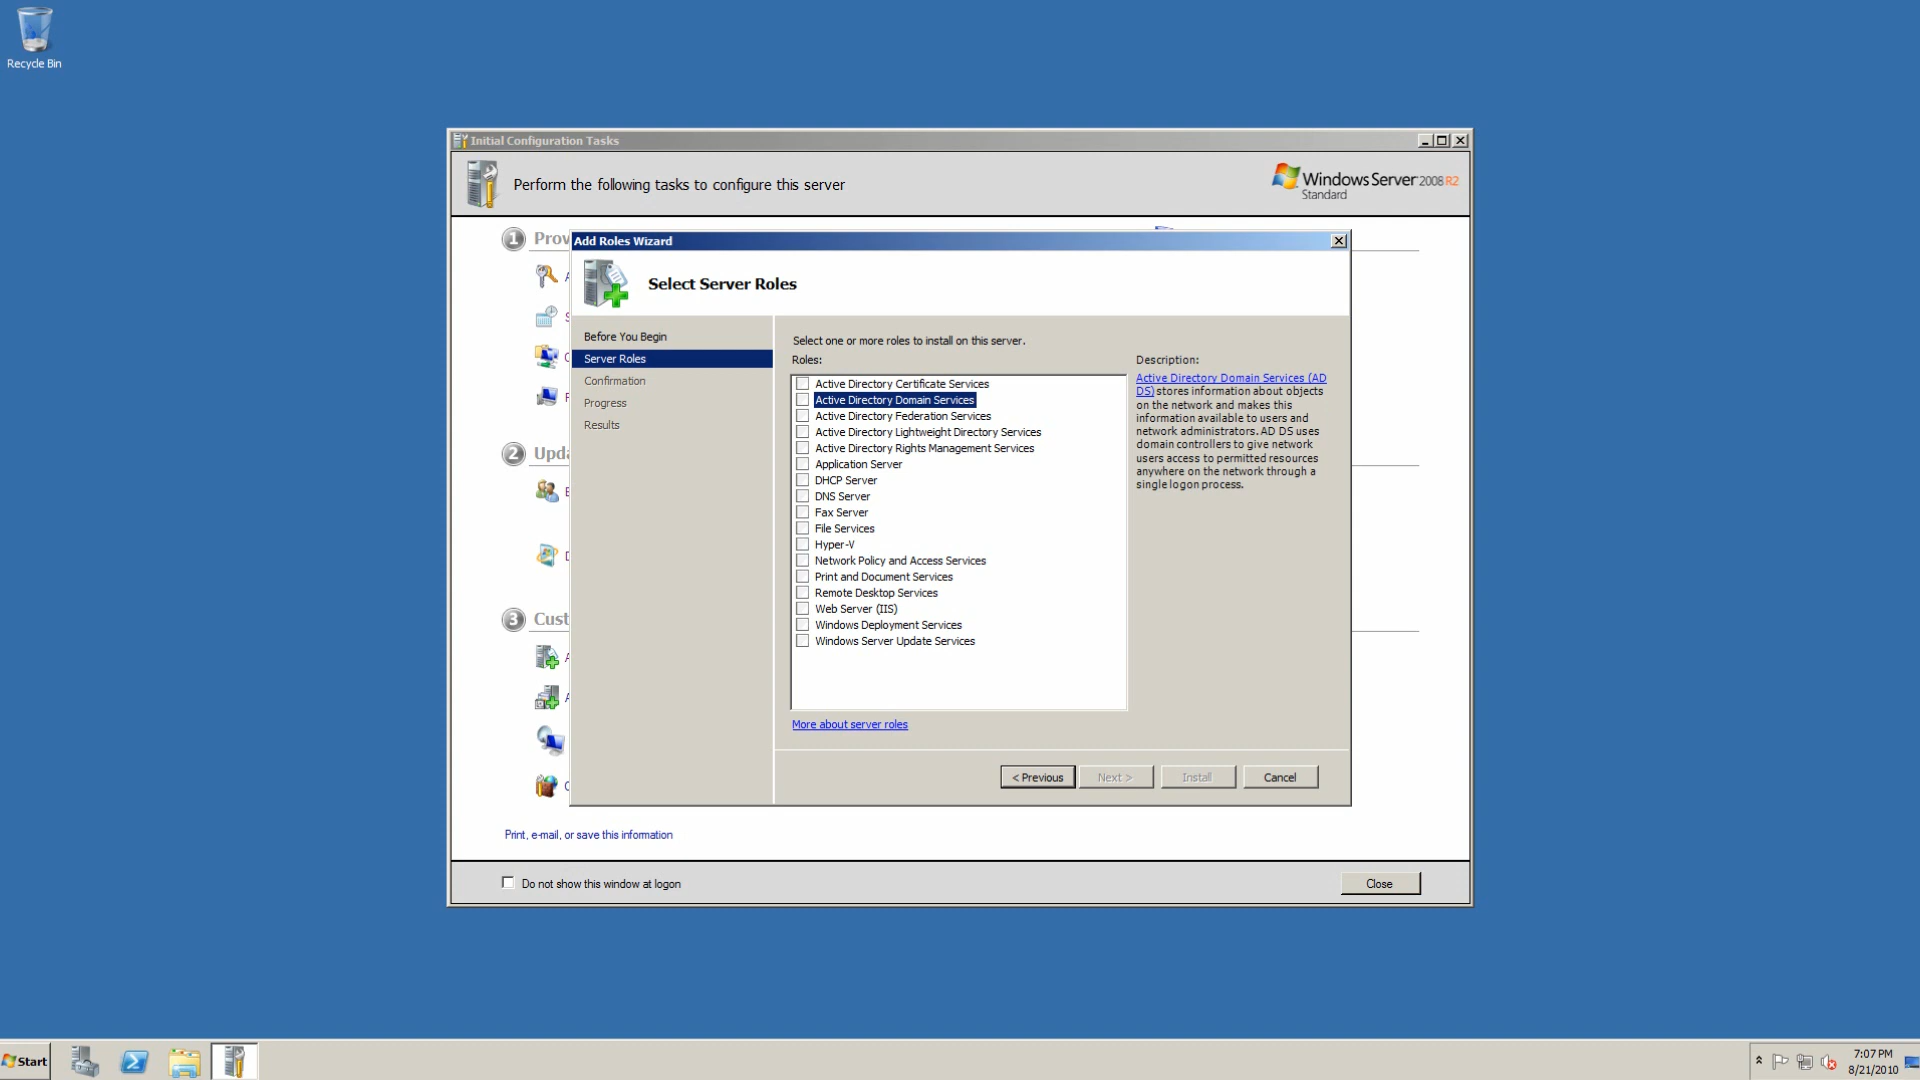 Recycle Bin
Initial Configuration Tasks
Perform the following tasks to configure this server
Windows Server 2008 R2
Standard
1
Prov
Add Roles Wizard
Select Server Roles
Before You Begin
Server Roles
Confirmation
Progress
Results
Select one or more roles to install on this server.
Roles:
Active Directory Certificate Services
Active Directory Domain Services
Active Directory Federation Services
Active Directory Lightweight Directory Services
Active Directory Rights Management Services
Application Server
DHCP Server
DNS Server
Fax Server
File Services
Hyper-V
Network Policy and Access Services
Print and Document Services
Remote Desktop Services
Web Server (IIS)
Windows Deployment Services
Windows Server Update Services
More about server roles
Description:
Active Directory Domain Services (AD
DS) stores information about objects
on the network and makes this
information available to users and
network administrators. AD DS uses
domain controllers to give network
users access to permitted resources
anywhere on the network through a
single logon process.
< Previous
Next >
Install
Cancel
2
Upda
3
Cust
Print, e-mail, or save this information
Do not show this window at logon
Close
Start
7:07 PM
8/21/2010